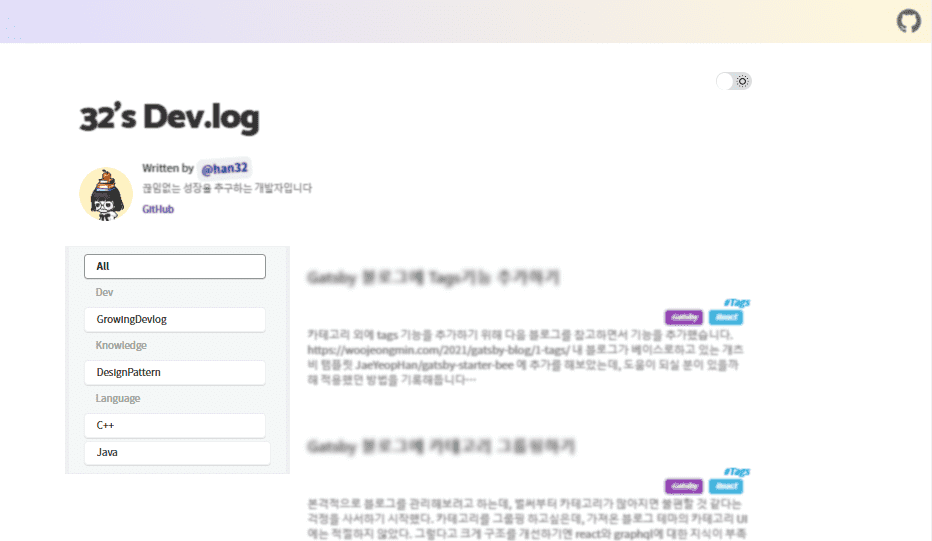 32's Dev.log
Written by @han32
끊임없는 성장을 추구하는 개발자입니다
GitHub
All
Dev
GrowingDevlog
Knowledge
DesignPattern
Language
C++
Java
Gatsby 블로그에 Tags기능 추가하기
#Tags
Gatsby React
카테고리 외에 tags 기능을 추가하기 위해 다음 블로그를 참고하면서 기능을 추가했습니다.
https://woojeongmin.com/2021/gatsby-blog/1-tags/ 내 블로그가 베이스로하고 있는 개츠
비 템플릿 JaeYeopHan/gatsby-starter-bee 에 추가를 해보았는데, 도움이 되실 분이 있을까
해 적용했던 방법을 기록해둡니다…
Gatsby 블로그에 카테고리 그룹핑하기
#Tags
Gatsby React
본격적으로 블로그를 관리해보려고 하는데, 벌써부터 카테고리가 많아지면 불편할 것 같다는
걱정을 사서하기 시작했다. 카테고리를 그룹핑 하고싶은데, 가져온 블로그 테마의 카테고리 UI
에는 적절하지 않았다. 그렇다고 크게 구조를 개선하기엔 react와 graphql에 대한 지식이 부족